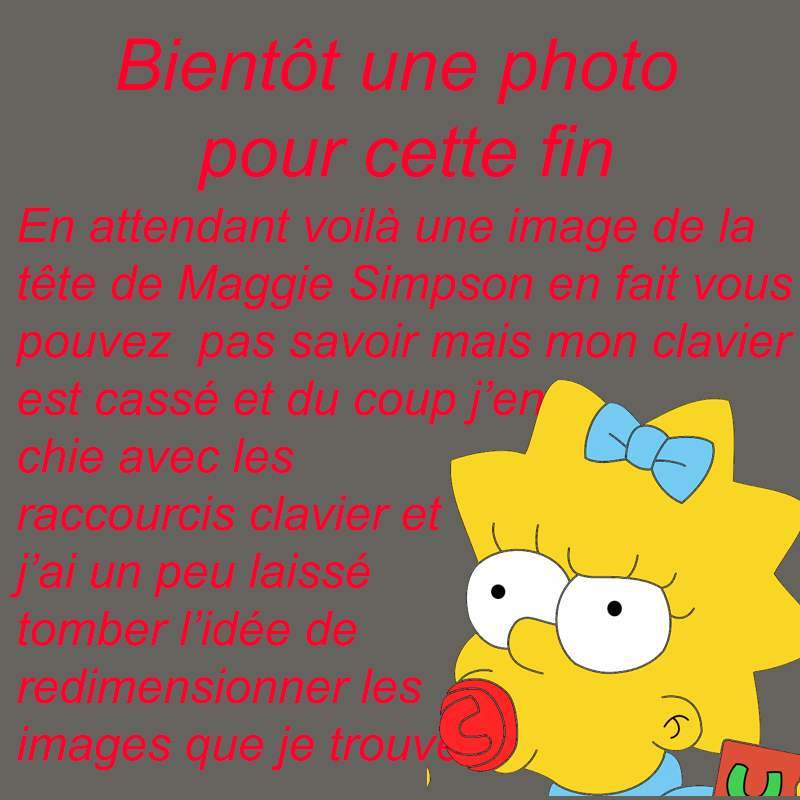 Bientôt une photo
pour cette fin
En attendant voilà une image de la
tête de Maggie Simpson en fait vous
pouvez  pas savoir mais mon clavier
est cassé et du coup j’en
chie avec les
raccourcis clavier et
j’ai un peu laissé
tomber l’idée de
redimensionner les
images que je trouve